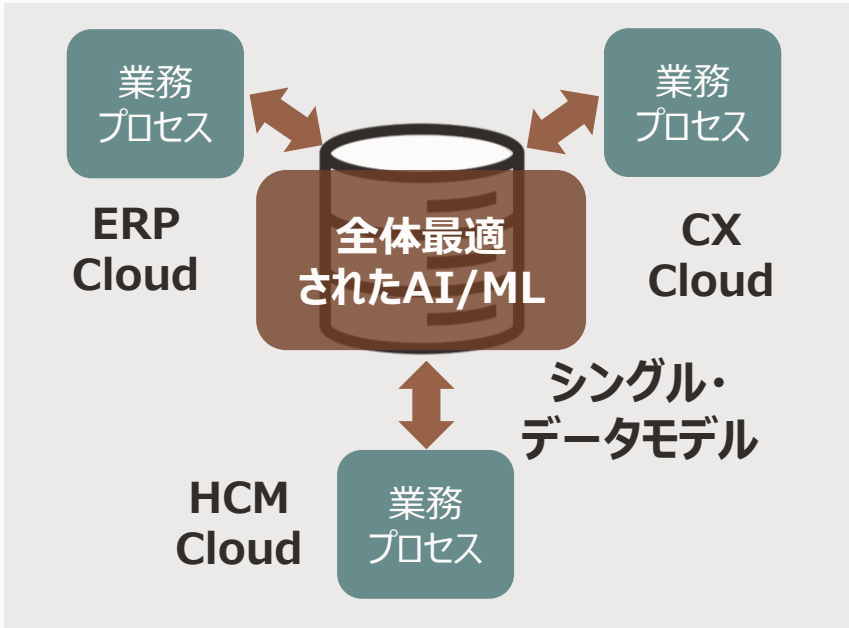 業務
プロセス
ERP
Cloud
業務
プロセス
CX
Cloud
全体最適
されたAI/ML
シングル・
データモデル
HCM
Cloud
業務
プロセス